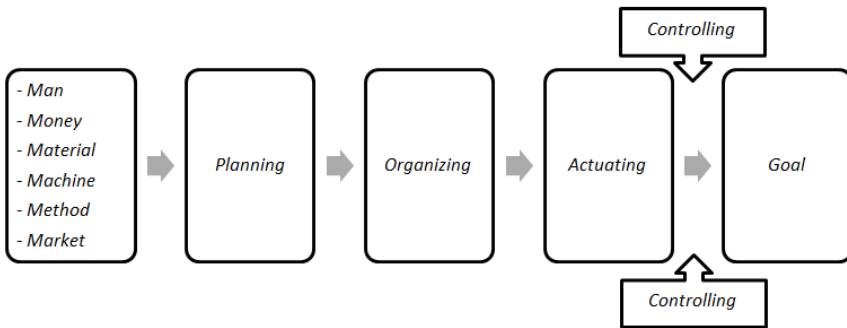 Controlling
- Man
- Money
- Material
- Machine
- Method
- Market
Planning
Organizing
Actuating
Goal
Controlling